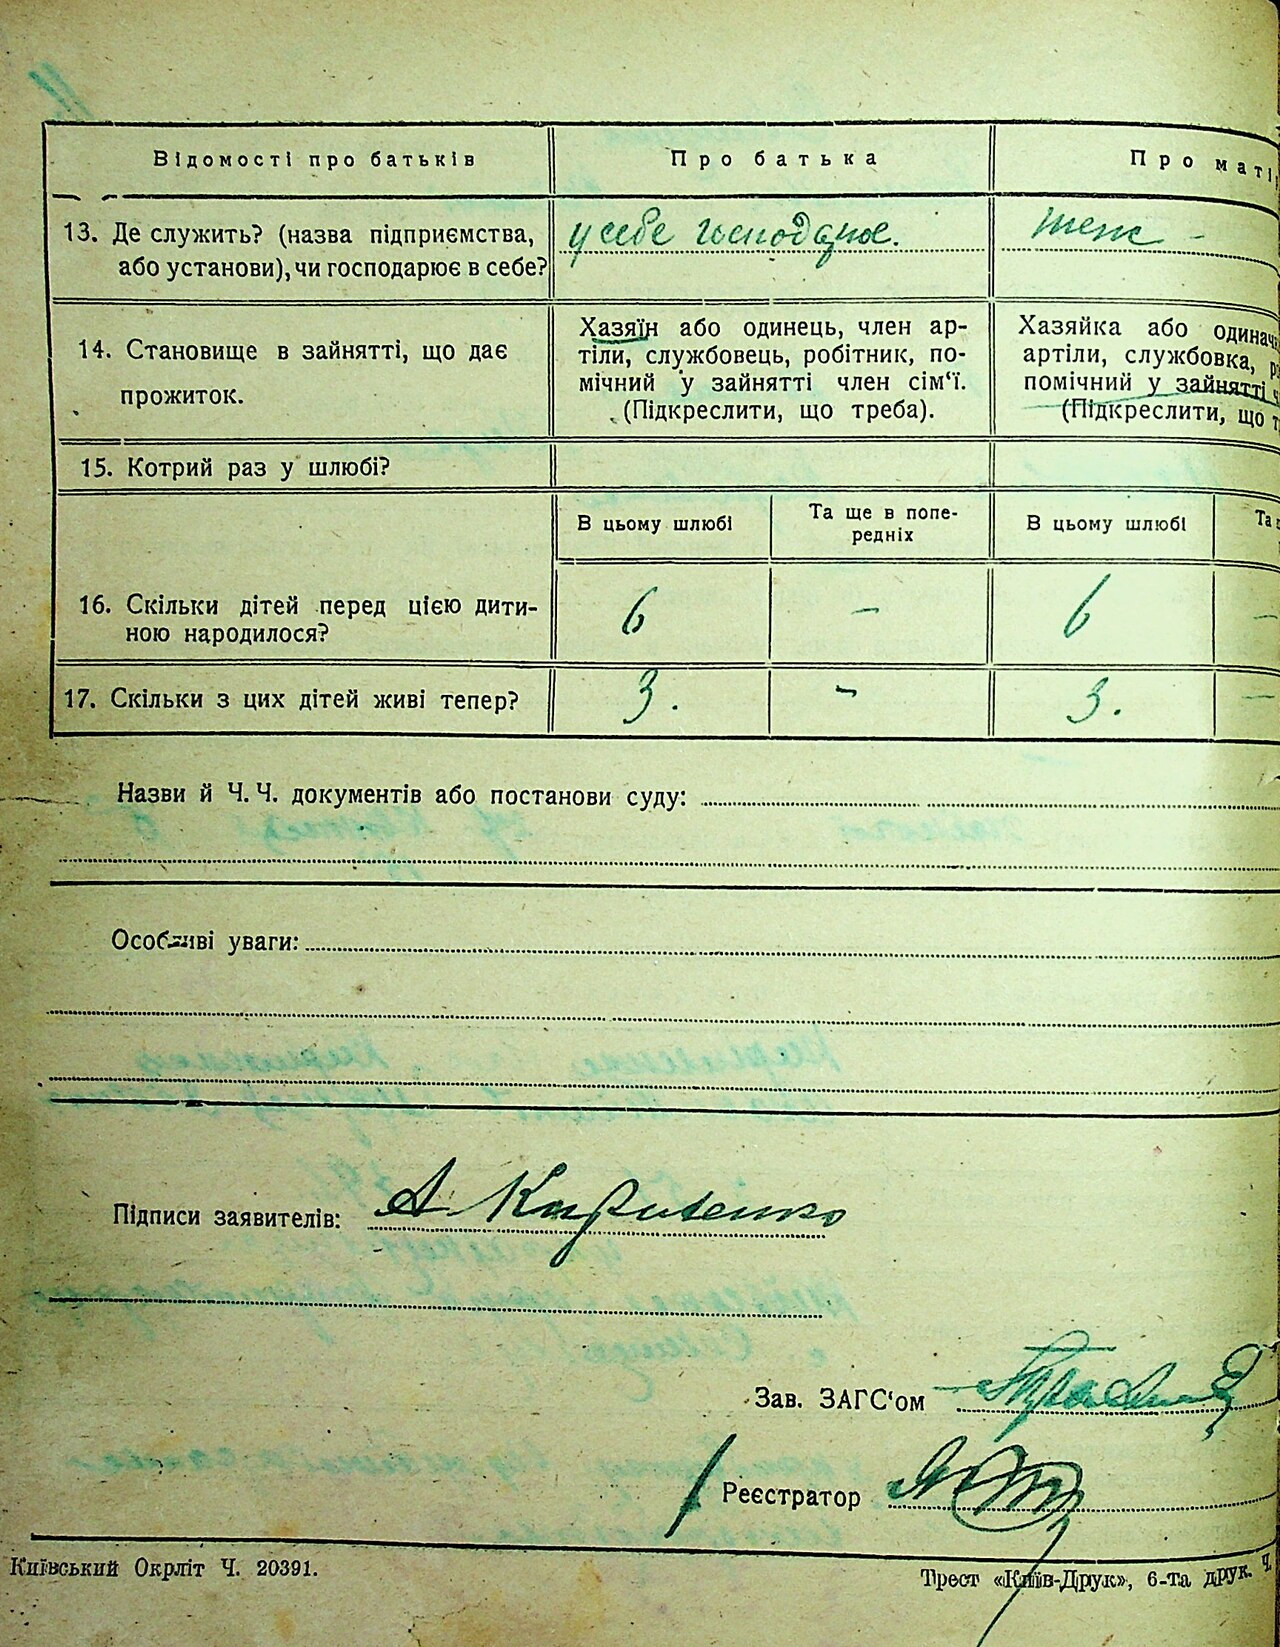 Відомості про батьків Про батька Про маті
13. Де служить? (назва підприємства, у себе господарює. теж -
або установи), чи господарює в себе?
14. Становище в зайнятті, що дає
прожиток.
Хазяїн або одинець, член ар-
тіли, службовець, робітник, по-
мічний у зайнятті член сім‘ї.
(Підкреслити, що треба).
Хазяйка або одинач
артіли, службовка, р
помічний у зайнятті ч
(Підкреслити, що т
15. Котрий раз у шлюбі?
В цьому шлюбі Та ще в попе- В цьому шлюбі Та
редніх
16. Скільки дітей перед цією дити- 6 - 6 -
ною народилося?
17. Скільки з цих дітей живі тепер? 3. - 3. -
Назви й Ч. Ч. документів або постанови суду:
Особливі уваги:
Підписи заявителів: А Кириленко
Зав. ЗАГС‘ом
Реєстратор
Київський Окрліт Ч. 20391. Трест «Київ-Друк», 6-та друк. Ч.